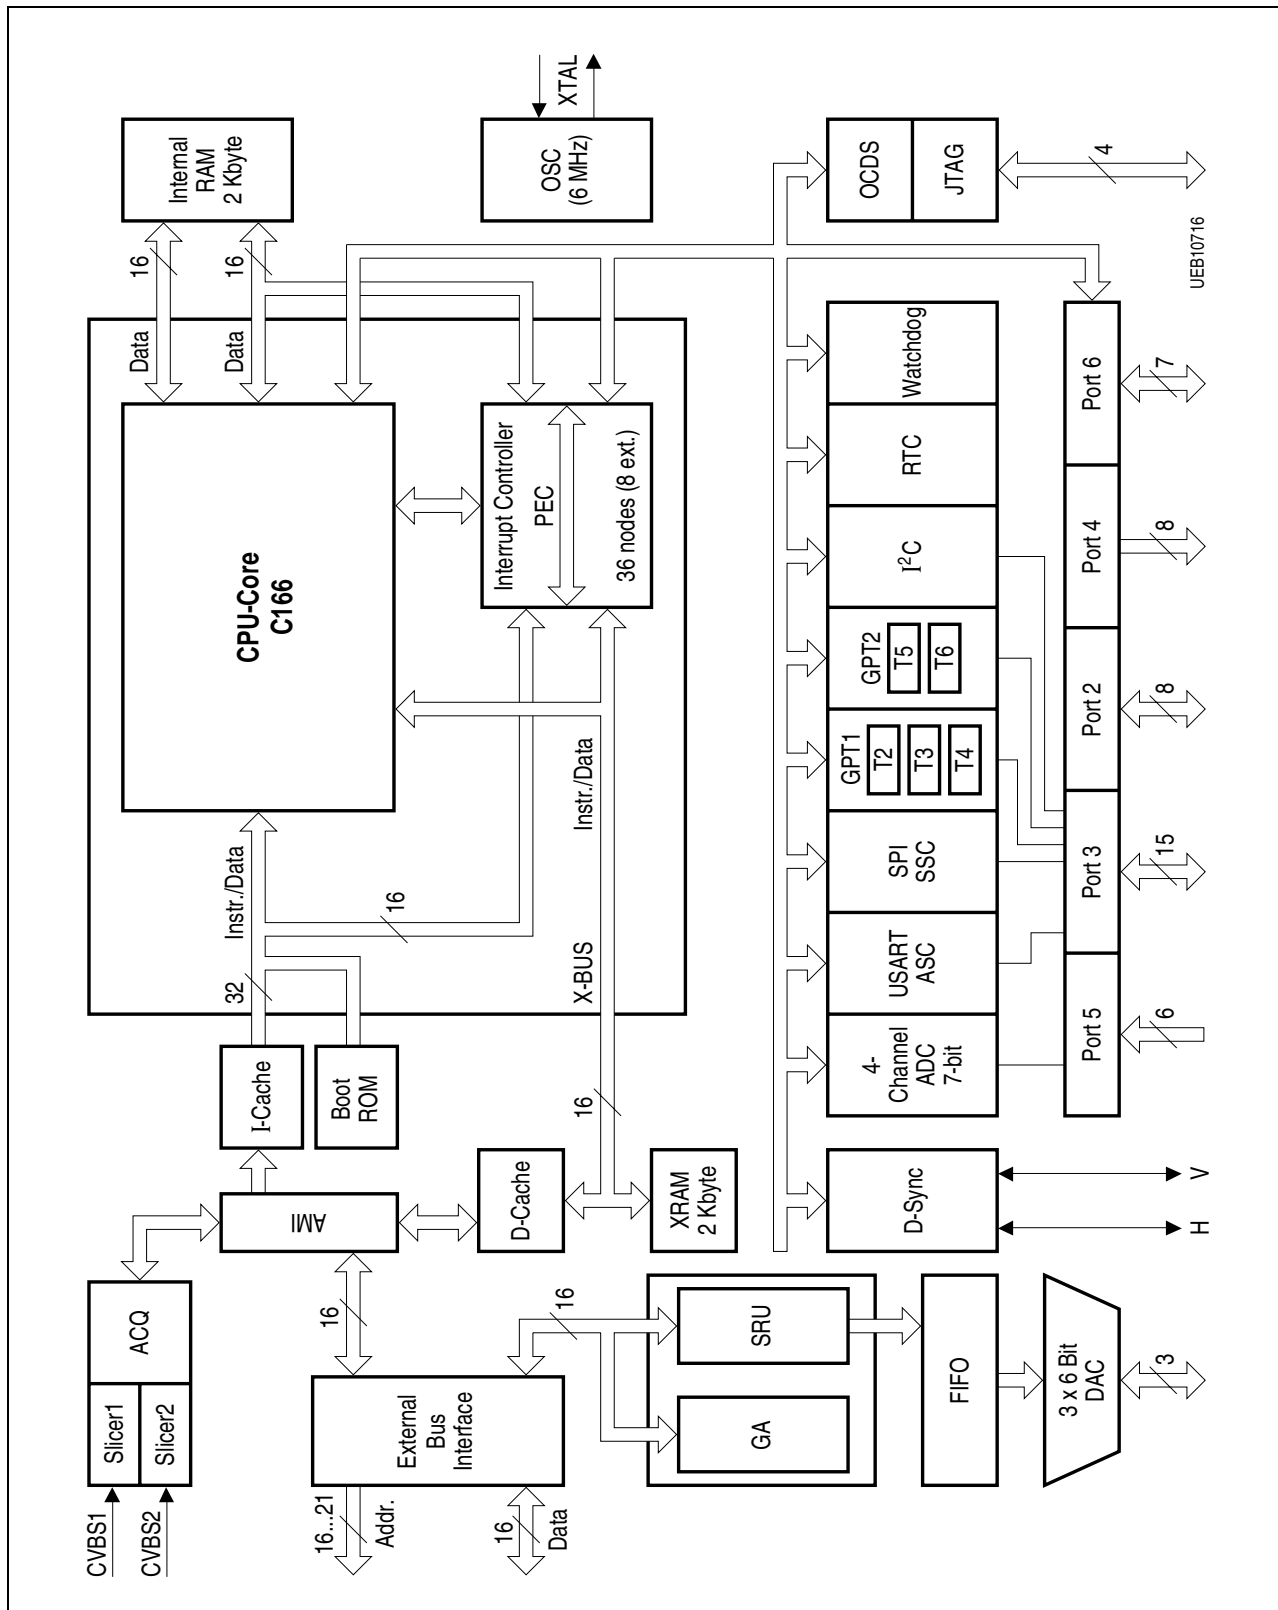 CVBS1
CVBS2
Slicer1
Slicer2
ACQ
AMI
I-Cache
Boot
ROM
32
Instr./Data
16
CPU-Core
C166
Data
16
Data
16
Internal
RAM
2 Kbyte
16...21
Addr.
16
Data
External
Bus
Interface
16
D-Cache
X-BUS
16
Instr./Data
XRAM
2 Kbyte
Interrupt Controller
PEC
36 nodes (8 ext.)
OSC
(6 MHz)
XTAL
16
GA
SRU
FIFO
3 x 6 Bit
DAC
3
D-Sync
H
V
4-
Channel
ADC
7-bit
USART
ASC
SPI
SSC
GPT1
T2
T3
T4
GPT2
T5
T6
I²C
RTC
Watchdog
OCDS
JTAG
4
Port 5
Port 3
Port 2
Port 4
Port 6
6
15
8
8
7
UEB10716